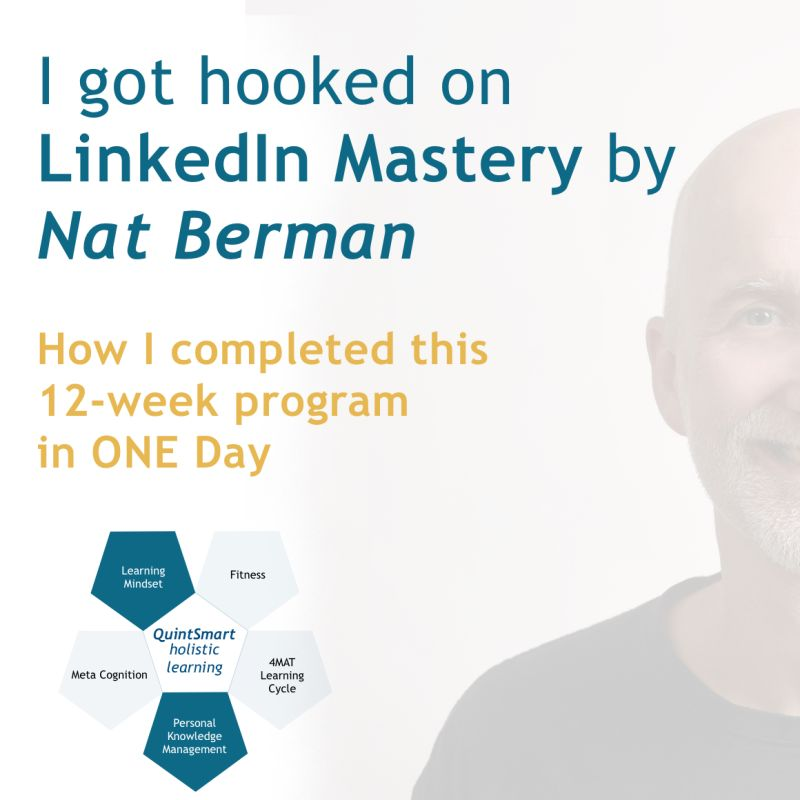 I got hooked on
LinkedIn Mastery by
Nat Berman
How I completed this
12-week program
in ONE Day
Learning
Mindset
Fitness
QuintSmart
holistic
learning
Meta Cognition
4MAT
Learning
Cycle
Personal
Knowledge
Management